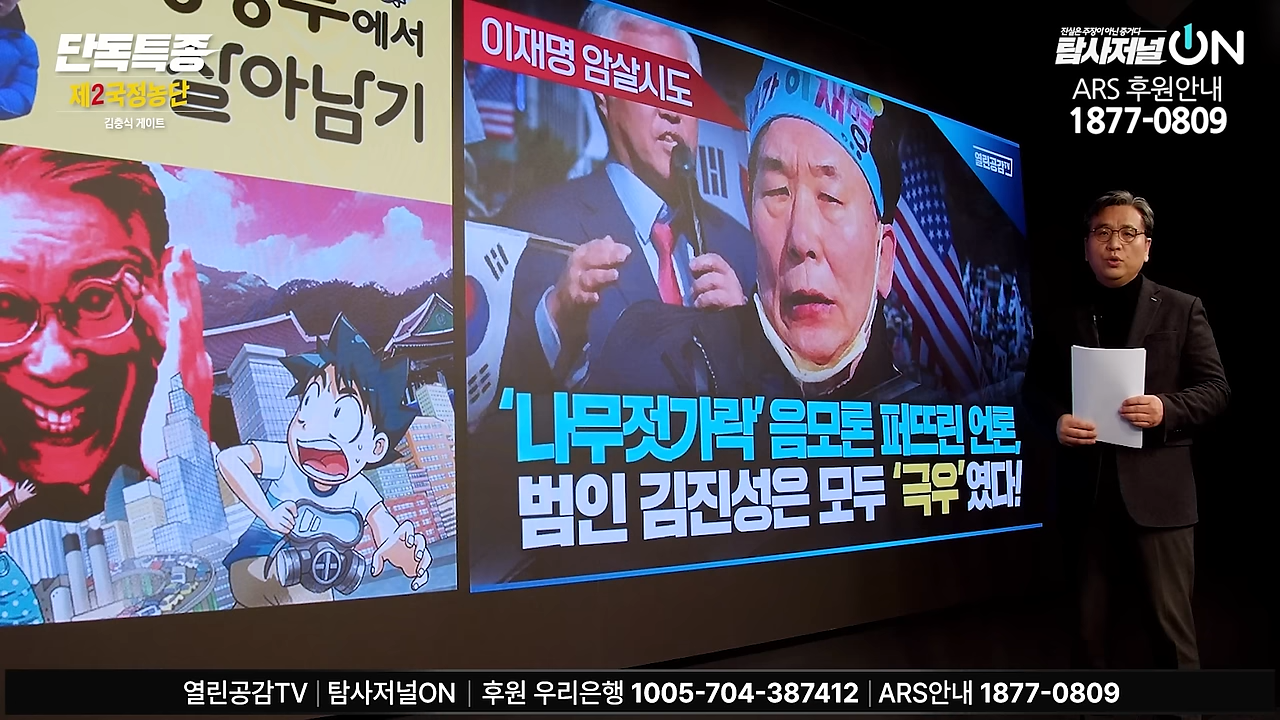 에서
살아남기
단독특종
제2국정농단
김충식 게이트
이재명 암살시도
열린공감TV
'나무젓가락' 음모론 퍼뜨린 언론,
범인 김진성은 모두 '극우'였다!
진실은 주장이 아닌 증거다
탐사저널ON
ARS 후원안내
1877-0809
열린공감TV | 탐사저널ON | 후원 우리은행 1005-704-387412 | ARS안내 1877-0809